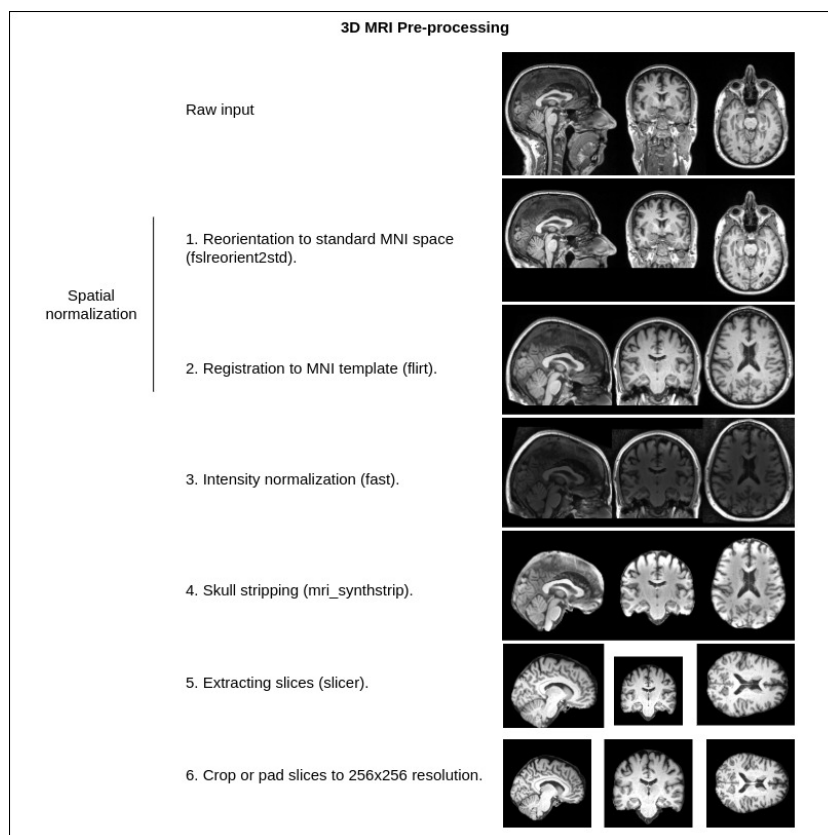 3D MRI Pre-processing
Raw input
Spatial
normalization
1. Reorientation to standard MNI space
(fslreorient2std).
2. Registration to MNI template (flirt).
3. Intensity normalization (fast).
4. Skull stripping (mri_synthstrip).
5. Extracting slices (slicer).
6. Crop or pad slices to 256x256 resolution.